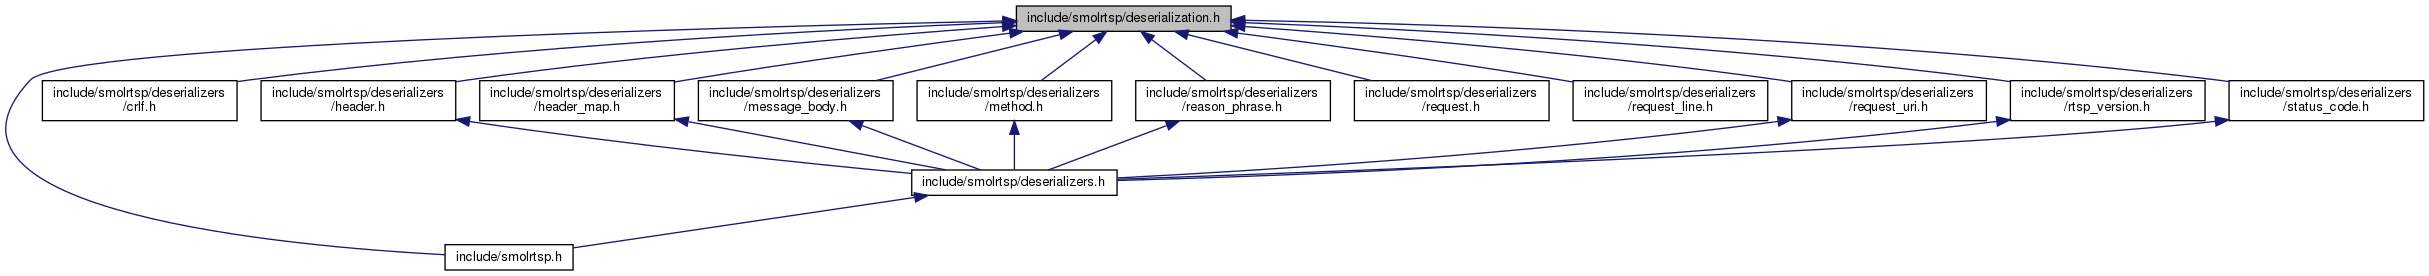 include/smolrtsp/deserialization.h
include/smolrtsp/deserializers
/crlf.h
include/smolrtsp/deserializers
/header.h
include/smolrtsp/deserializers
/header_map.h
include/smolrtsp/deserializers
/message_body.h
include/smolrtsp/deserializers
/method.h
include/smolrtsp/deserializers
/reason_phrase.h
include/smolrtsp/deserializers
/request.h
include/smolrtsp/deserializers
/request_line.h
include/smolrtsp/deserializers
/request_uri.h
include/smolrtsp/deserializers
/rtsp_version.h
include/smolrtsp/deserializers
/status_code.h
include/smolrtsp/deserializers.h
include/smolrtsp.h